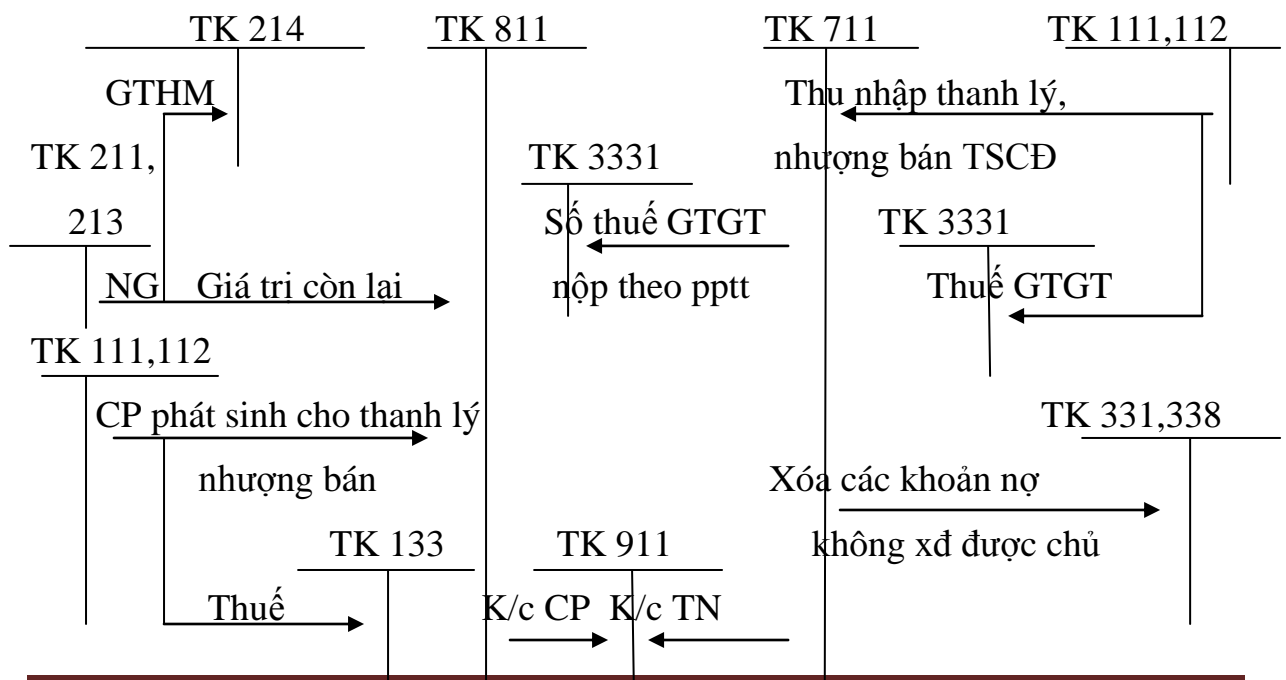 TK 214 TK 811 TK 711 TK 111,112
GTHM Thu nhập thanh lý,
TK 211, TK 3331 nhượng bán TSCĐ
213 Số thuế GTGT TK 3331
NG Giá trị còn lại nộp theo pptt Thuế GTGT
TK 111,112
CP phát sinh cho thanh lý TK 331,338
nhượng bán Xóa các khoản nợ
TK 133 TK 911 không xđ được chủ
Thuế K/c CP K/c TN